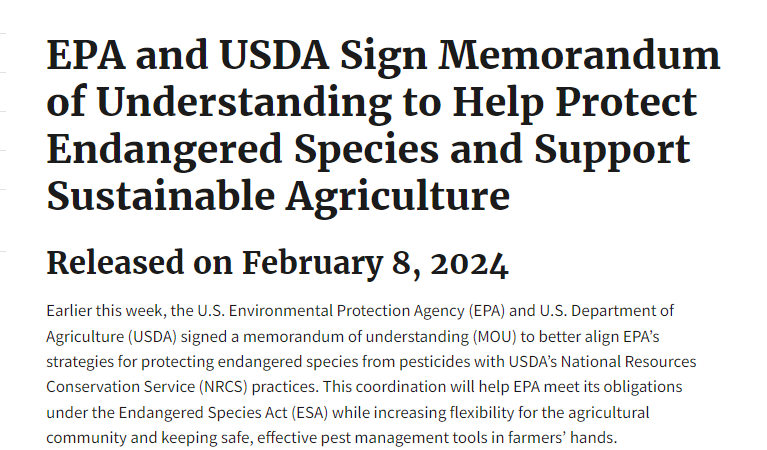 EPA and USDA Sign Memorandum
of Understanding to Help Protect
Endangered Species and Support
Sustainable Agriculture
Released on February 8, 2024
Earlier this week, the U.S. Environmental Protection Agency (EPA) and U.S. Department of
Agriculture (USDA) signed a memorandum of understanding (MOU) to better align EPA’s
strategies for protecting endangered species from pesticides with USDA’s National Resources
Conservation Service (NRCS) practices. This coordination will help EPA meet its obligations
under the Endangered Species Act (ESA) while increasing flexibility for the agricultural
community and keeping safe, effective pest management tools in farmers’ hands.